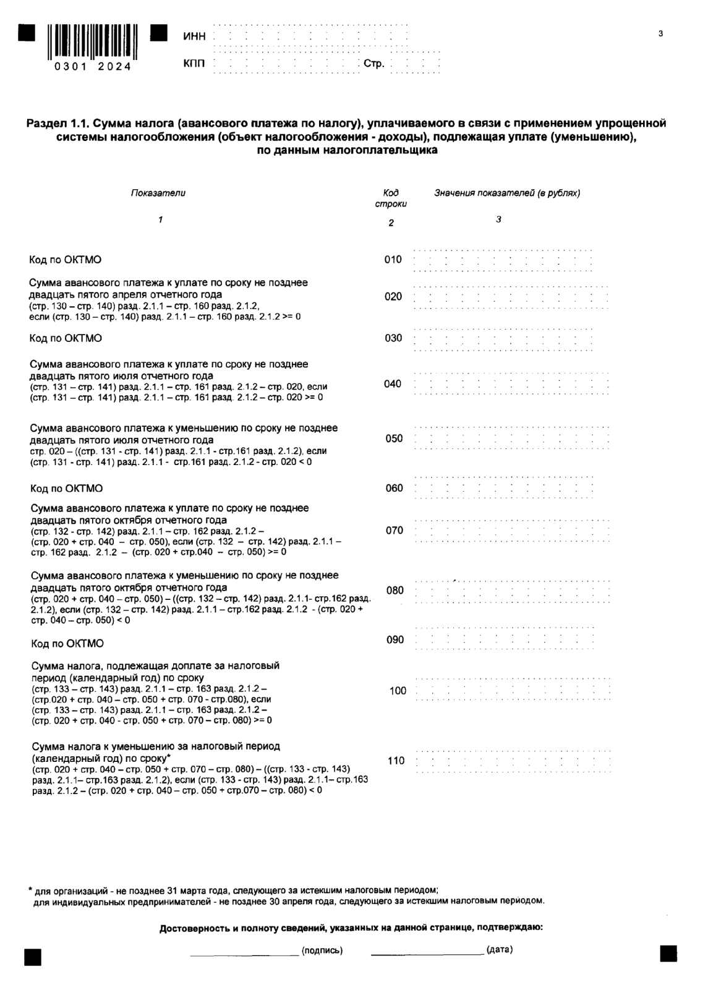 ИНН
3
0301 2024
КПП
Стр.
Раздел 1.1. Сумма налога (авансового платежа по налогу), уплачиваемого в связи с применением упрощенной
системы налогообложения (объект налогообложения - доходы), подлежащая уплате (уменьшению),
по данным налогоплательщика
Показатели
Код
строки
Значения показателей (в рублях)
1
2
3
Код по ОКТМО
010
Сумма авансового платежа к уплате по сроку не позднее
двадцать пятого апреля отчетного года
(стр. 130 – стр. 140) разд. 2.1.1 – стр. 160 разд. 2.1.2,
если (стр. 130 – стр. 140) разд. 2.1.1 – стр. 160 разд. 2.1.2 >= 0
020
Код по ОКТМО
030
Сумма авансового платежа к уплате по сроку не позднее
двадцать пятого июля отчетного года
(стр. 131 – стр. 141) разд. 2.1.1 – стр. 161 разд. 2.1.2 – стр. 020, если
(стр. 131 – стр. 141) разд. 2.1.1 – стр. 161 разд. 2.1.2 – стр. 020 >= 0
040
Сумма авансового платежа к уменьшению по сроку не позднее
двадцать пятого июля отчетного года
стр. 020 – ((стр. 131 - стр. 141) разд. 2.1.1 - стр.161 разд. 2.1.2), если
(стр. 131 - стр. 141) разд. 2.1.1 - стр.161 разд. 2.1.2 - стр. 020 < 0
050
Код по ОКТМО
060
Сумма авансового платежа к уплате по сроку не позднее
двадцать пятого октября отчетного года
(стр. 132 - стр. 142) разд. 2.1.1 – стр. 162 разд. 2.1.2 –
(стр. 020 + стр. 040 – стр. 050), если (стр. 132 – стр. 142) разд. 2.1.1 –
стр. 162 разд. 2.1.2 – (стр. 020 + стр.040 – стр. 050) >= 0
070
Сумма авансового платежа к уменьшению по сроку не позднее
двадцать пятого октября отчетного года
(стр. 020 + стр. 040 – стр. 050) – ((стр. 132 – стр. 142) разд. 2.1.1- стр.162 разд.
2.1.2), если (стр. 132 – стр. 142) разд. 2.1.1 – стр.162 разд. 2.1.2 - (стр. 020 +
стр. 040 – стр. 050) < 0
080
Код по ОКТМО
090
Сумма налога, подлежащая доплате за налоговый
период (календарный год) по сроку
(стр. 133 – стр. 143) разд. 2.1.1 – стр. 163 разд. 2.1.2 –
(стр.020 + стр. 040 – стр. 050 + стр. 070 - стр.080), если
(стр. 133 – стр. 143) разд. 2.1.1 – стр. 163 разд. 2.1.2 –
(стр. 020 + стр. 040 - стр. 050 + стр. 070 – стр. 080) >= 0
100
Сумма налога к уменьшению за налоговый период
(календарный год) по сроку*
(стр. 020 + стр. 040 – стр. 050 + стр. 070 – стр. 080) – ((стр. 133 - стр. 143)
разд. 2.1.1– стр.163 разд. 2.1.2), если (стр. 133 - стр. 143) разд. 2.1.1– стр.163
разд. 2.1.2 – (стр. 020 + стр. 040 – стр. 050 + стр.070 – стр. 080) < 0
110
* для организаций - не позднее 31 марта года, следующего за истекшим налоговым периодом;
для индивидуальных предпринимателей - не позднее 30 апреля года, следующего за истекшим налоговым периодом.
Достоверность и полноту сведений, указанных на данной странице, подтверждаю:
(подпись) (дата)